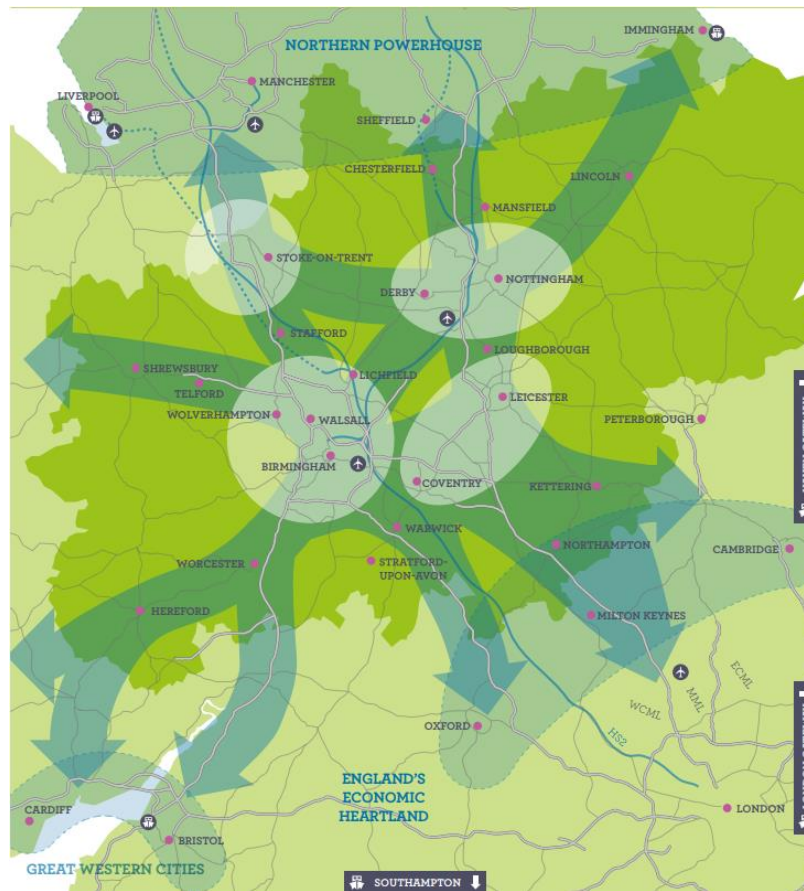 IMMINGHAM
NORTHERN POWERHOUSE
MANCHESTER
LIVERPOOL
SHEFFIELD
CHESTERFIELD
LINCOLN
MANSFIELD
STOKE-ON-TRENT
NOTTINGHAM
DERBY
STAFFORD
LOUGHBOROUGH
SHREWSBURY
LICHFIELD
TELFORD
LEICESTER
WOLVERHAMPTON
WALSALL
PETERBOROUGH
BIRMINGHAM
COVENTRY
KETTERING
WARWICK
NORTHAMPTON
CAMBRIDGE
WORCESTER
STRATFORD-
UPON-AVON
HEREFORD
MILTON KEYNES
ECML
MML
WCML
OXFORD
HS2
ENGLAND'S
ECONOMIC
HEARTLAND
CARDIFF
LONDON
BRISTOL
GREAT WESTERN CITIES
SOUTHAMPTON